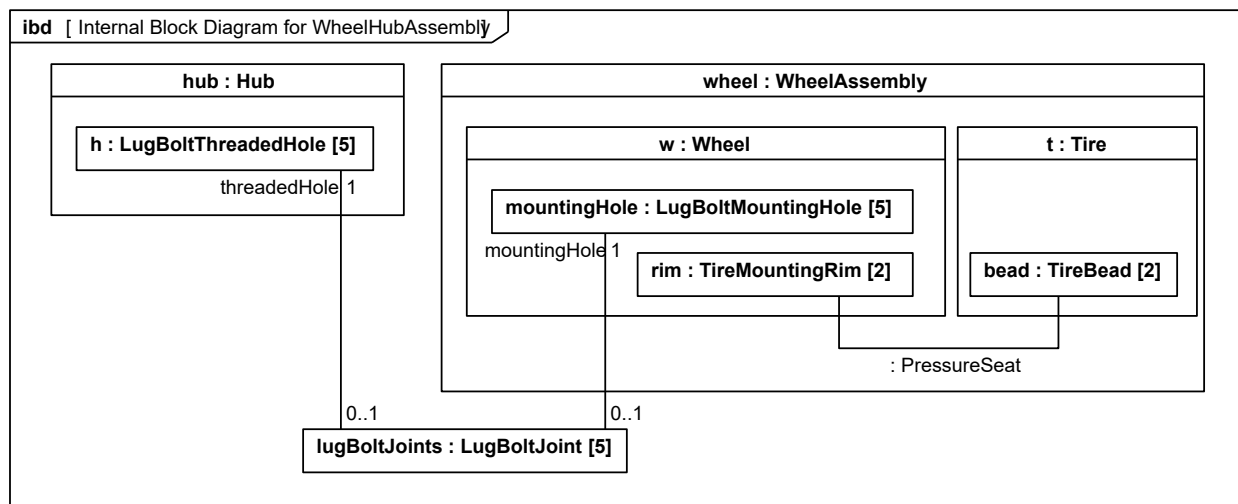 ibd [ Internal Block Diagram for WheelHubAssembly]
hub : Hub
h : LugBoltThreadedHole [5]
threadedHole 1
wheel : WheelAssembly
w : Wheel
mountingHole : LugBoltMountingHole [5]
mountingHole 1
rim : TireMountingRim [2]
t : Tire
bead : TireBead [2]
: PressureSeat
0..1
0..1
lugBoltJoints : LugBoltJoint [5]